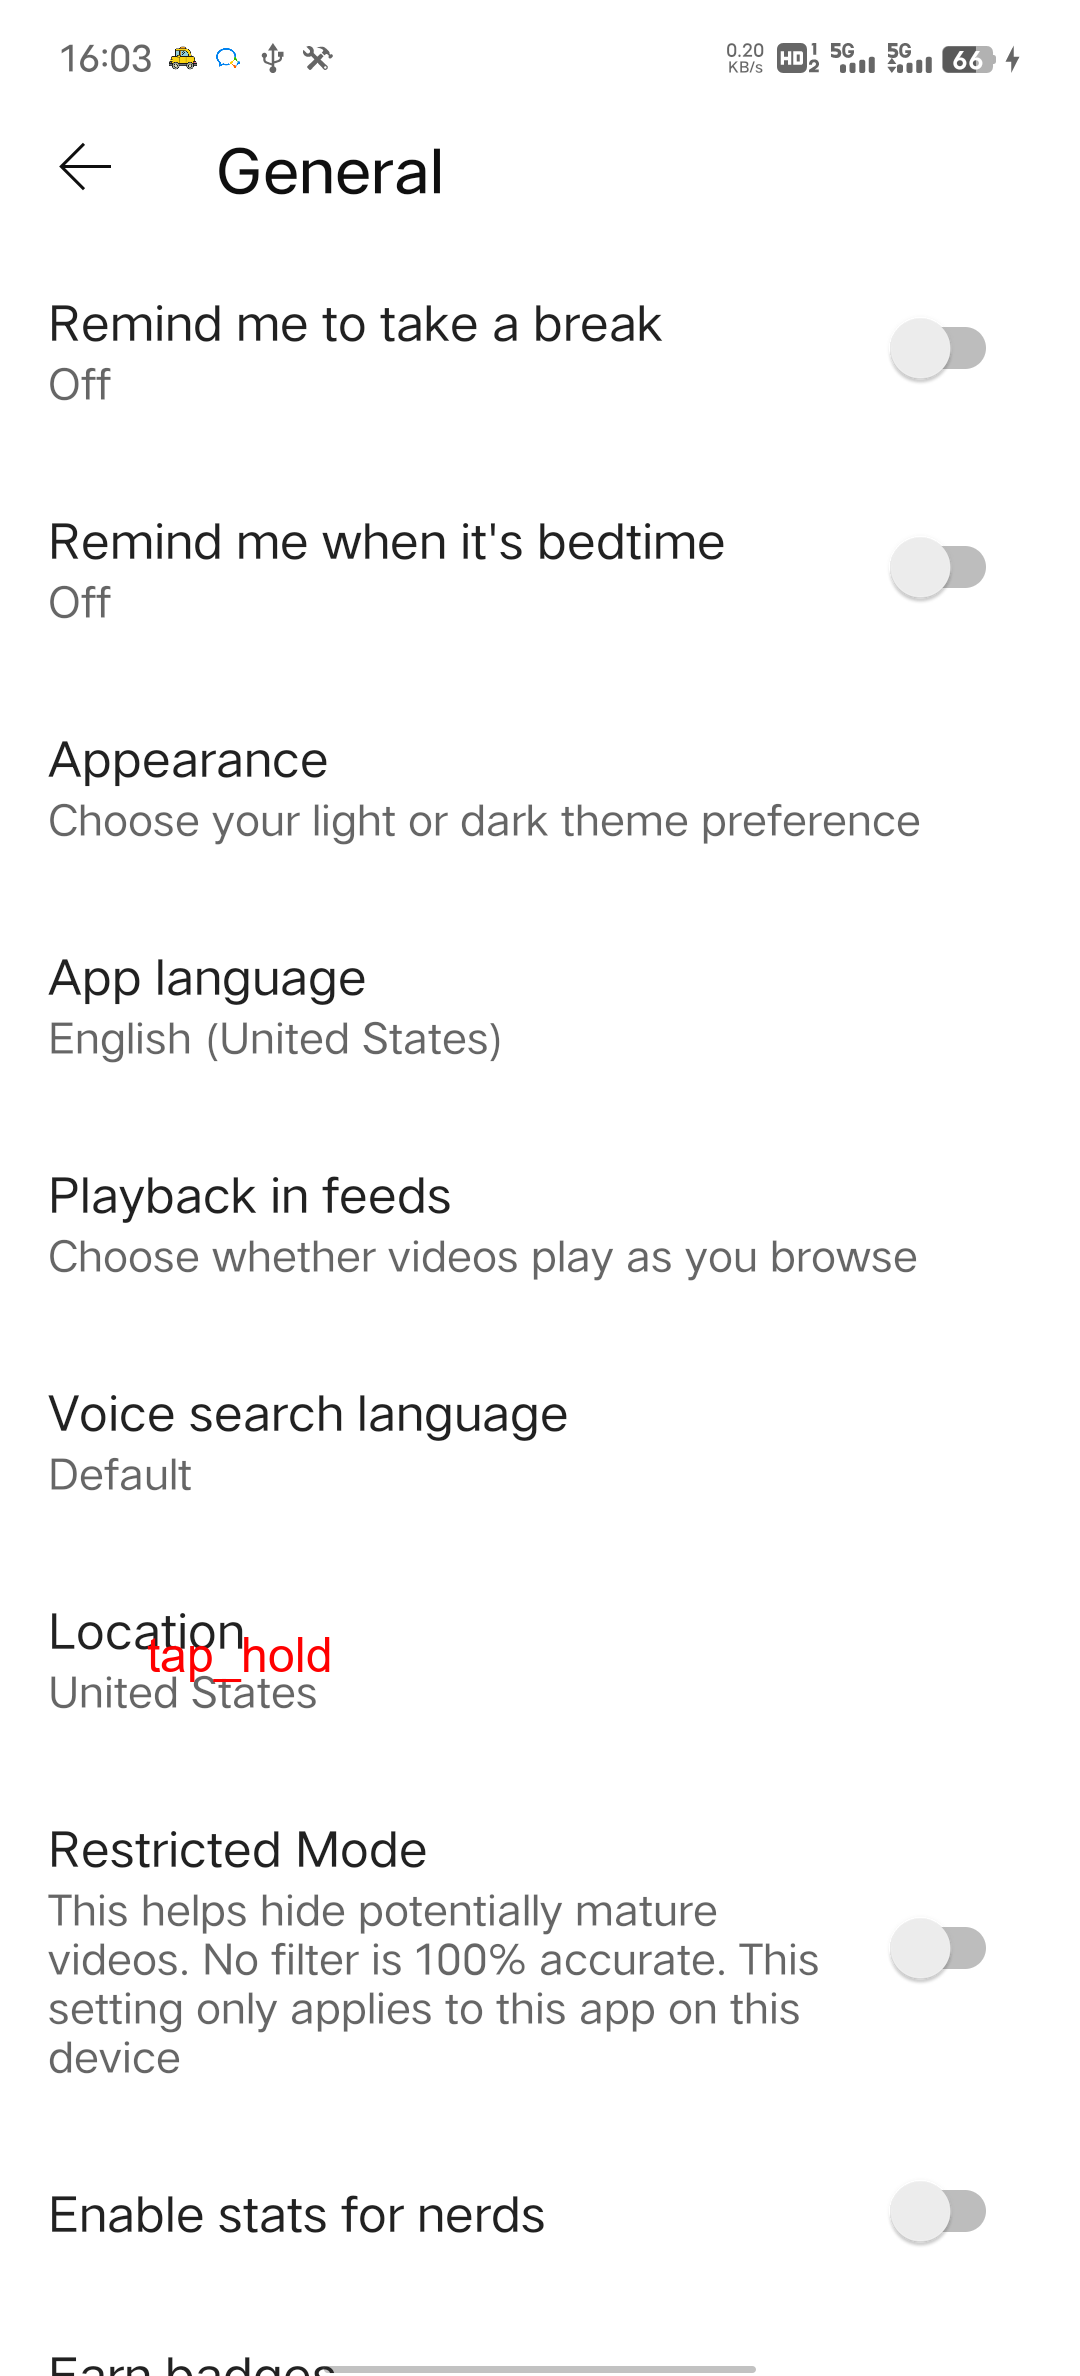 16:03
0.20 KB/s HD 1 2 5G 5G 66
General
Remind me to take a break
Off
Remind me when it's bedtime
Off
Appearance
Choose your light or dark theme preference
App language
English (United States)
Playback in feeds
Choose whether videos play as you browse
Voice search language
Default
Location
tap_hold
United States
Restricted Mode
This helps hide potentially mature
videos. No filter is 100% accurate. This
setting only applies to this app on this
device
Enable stats for nerds
Earn badges